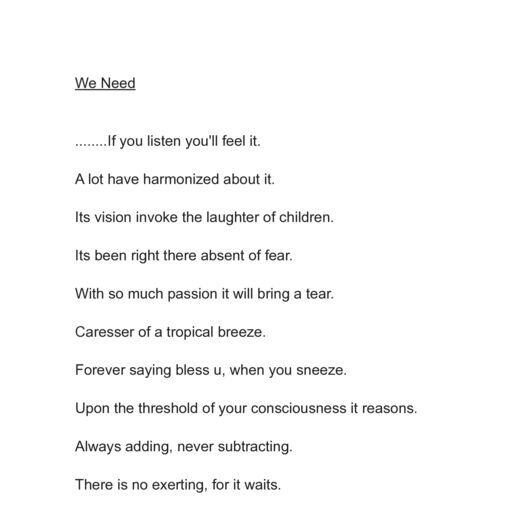 We Need
........If you listen you'll feel it.
A lot have harmonized about it.
Its vision invoke the laughter of children.
Its been right there absent of fear.
With so much passion it will bring a tear.
Caresser of a tropical breeze.
Forever saying bless u, when you sneeze.
Upon the threshold of your consciousness it reasons.
Always adding, never subtracting.
There is no exerting, for it waits.